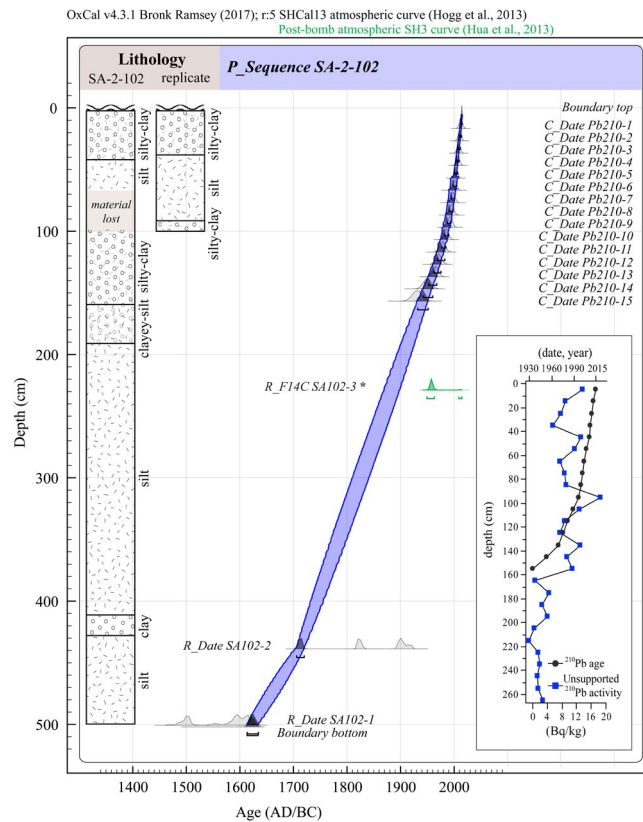 OxCal v4.3.1 Bronk Ramsey (2017); r:5 SHCal13 atmospheric curve (Hogg et al., 2013)
Post-bomb atmospheric SH3 curve (Hua et al., 2013)
Lithology
SA-2-102 replicate
P_Sequence SA-2-102
Boundary top
C_Date Pb210-1
C_Date Pb210-2
C_Date Pb210-3
C_Date Pb210-4
C_Date Pb210-5
C_Date Pb210-6
C_Date Pb210-7
C_Date Pb210-8
C_Date Pb210-9
C_Date Pb210-10
C_Date Pb210-11
C_Date Pb210-12
C_Date Pb210-13
C_Date Pb210-14
C_Date Pb210-15
silty-clay
silt
material
lost
silty-clay
clayey-silt
silt
clay
silt
silty-clay
silt
silty-clay
R_F14C SA102-3 *
R_Date SA102-2
R_Date SA102-1
Boundary bottom
Depth (cm)
0
100
200
300
400
500
1400 1500 1600 1700 1800 1900 2000
Age (AD/BC)
(date, year)
1930 1960 1990 2015
depth (cm)
0
20
40
60
80
100
120
140
160
180
200
220
240
260
210Pb age
Unsupported
210Pb activity
0 4 8 12 16 20
(Bq/kg)